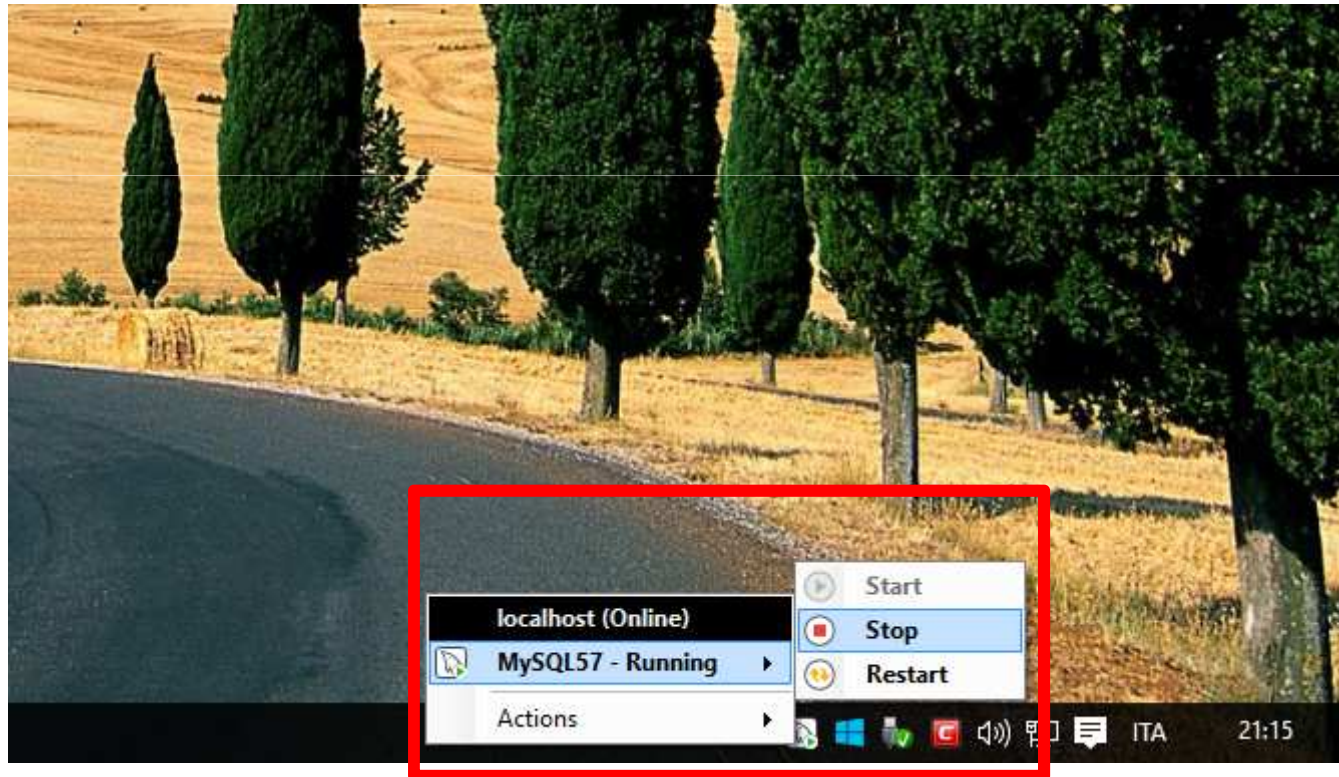 localhost (Online)
MySQL57 - Running
Actions
Start
Stop
Restart
ITA
21:15